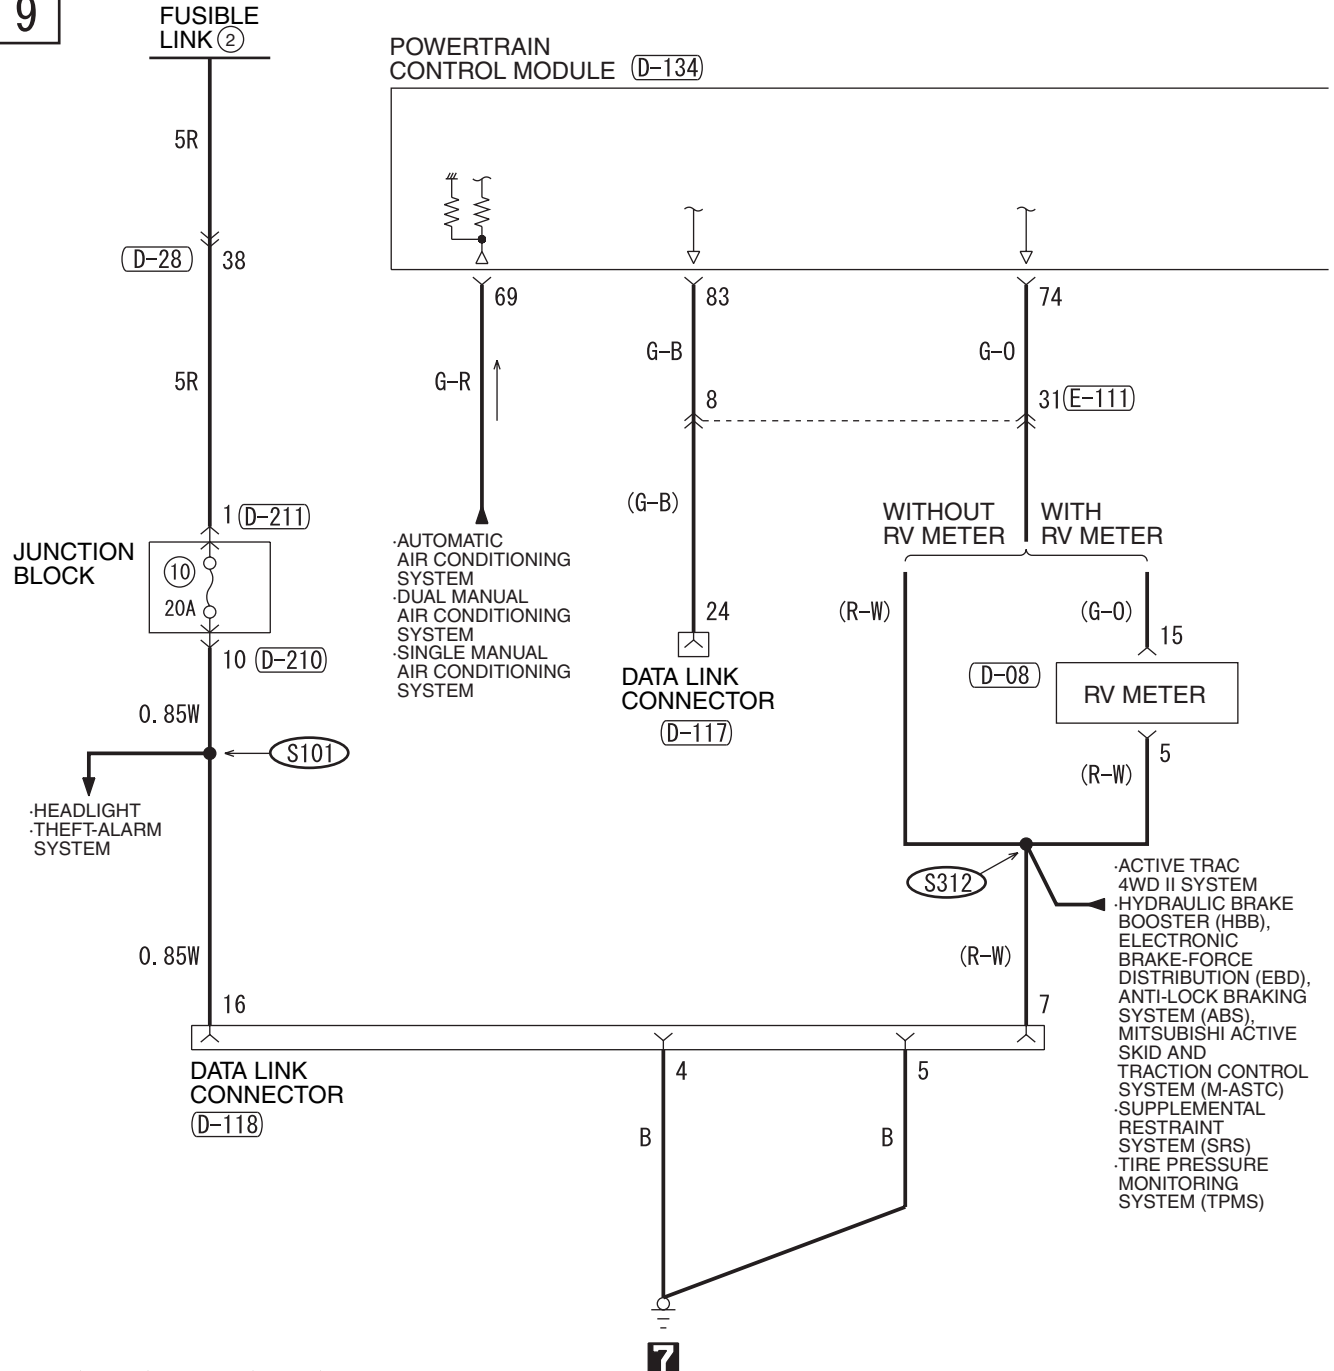 9
FUSIBLE
LINK ②
POWERTRAIN
CONTROL MODULE D-134
5R
D-28 38
69
83
74
G-B
G-O
5R
G-R
8
31 E-111
(G-B)
1 D-211
WITHOUT
RV METER
WITH
RV METER
JUNCTION
BLOCK
⑩
20A
·AUTOMATIC
AIR CONDITIONING
SYSTEM
·DUAL MANUAL
AIR CONDITIONING
SYSTEM
·SINGLE MANUAL
AIR CONDITIONING
SYSTEM
24
(R-W)
(G-O)
15
10 D-210
DATA LINK
CONNECTOR
D-117
D-08
RV METER
0.85W
S101
5
(R-W)
·HEADLIGHT
·THEFT-ALARM
SYSTEM
S312
·ACTIVE TRAC
4WD II SYSTEM
·HYDRAULIC BRAKE
BOOSTER (HBB),
ELECTRONIC
BRAKE-FORCE
DISTRIBUTION (EBD),
ANTI-LOCK BRAKING
SYSTEM (ABS),
MITSUBISHI ACTIVE
SKID AND
TRACTION CONTROL
SYSTEM (M-ASTC)
·SUPPLEMENTAL
RESTRAINT
SYSTEM (SRS)
·TIRE PRESSURE
MONITORING
SYSTEM (TPMS)
0.85W
(R-W)
16
7
DATA LINK
CONNECTOR
D-118
4
5
B
B
7